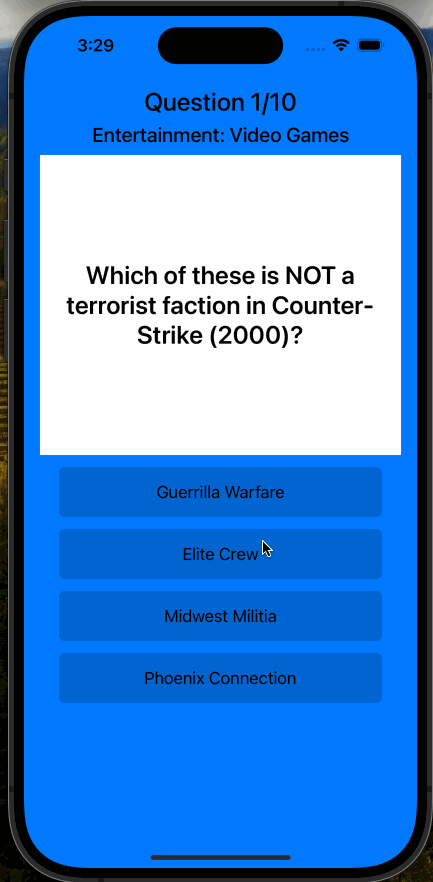 3:29
Question 1/10
Entertainment: Video Games
Which of these is NOT a
terrorist faction in Counter-
Strike (2000)?
Guerrilla Warfare
Elite Crew
Midwest Militia
Phoenix Connection